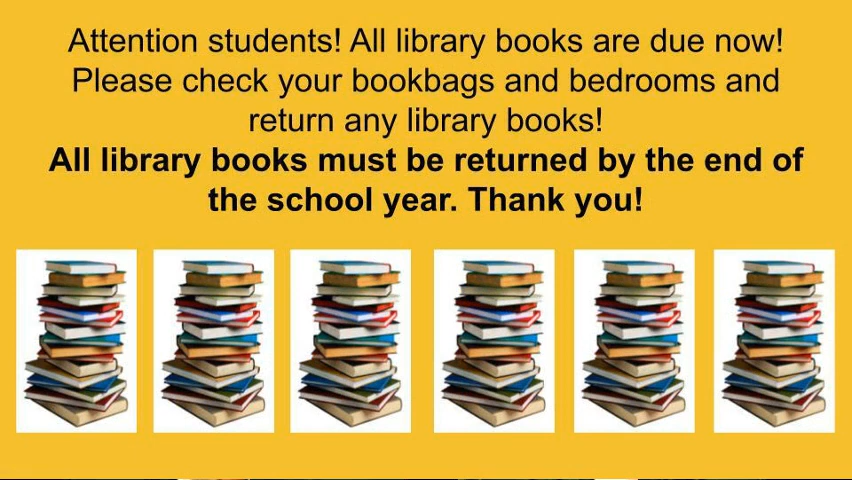 Attention students! All library books are due now!
Please check your bookbags and bedrooms and
return any library books!
All library books must be returned by the end of
the school year. Thank you!